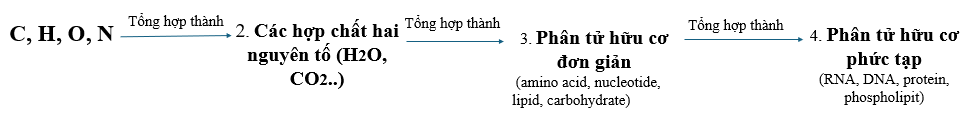 C, H, O, N
Tổng hợp thành
2. Các hợp chất hai
nguyên tố (H2O,
CO2..)
Tổng hợp thành
3. Phân tử hữu cơ
đơn giản
(amino acid, nucleotide,
lipid, carbohydrate)
Tổng hợp thành
4. Phân tử hữu cơ
phức tạp
(RNA, DNA, protein,
phospholipit)